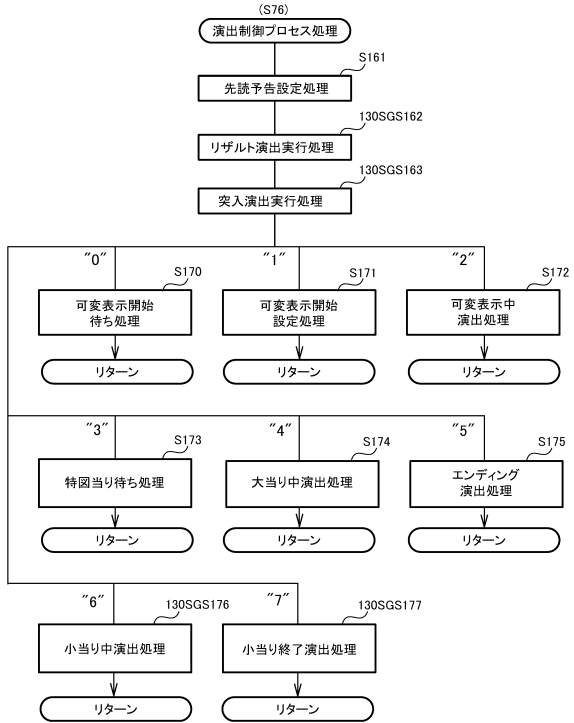 (S76)
演出制御プロセス処理
S161
先読予告設定処理
130SGS162
リザルト演出実行処理
130SGS163
突入演出実行処理
"0"
"1"
"2"
S170
S171
S172
可変表示開始
待ち処理
可変表示開始
設定処理
可変表示中
演出処理
リターン
リターン
リターン
"3"
"4"
"5"
S173
S174
S175
特図当り待ち処理
大当り中演出処理
エンディング
演出処理
リターン
リターン
リターン
"6"
"7"
130SGS176
130SGS177
小当り中演出処理
小当り終了演出処理
リターン
リターン